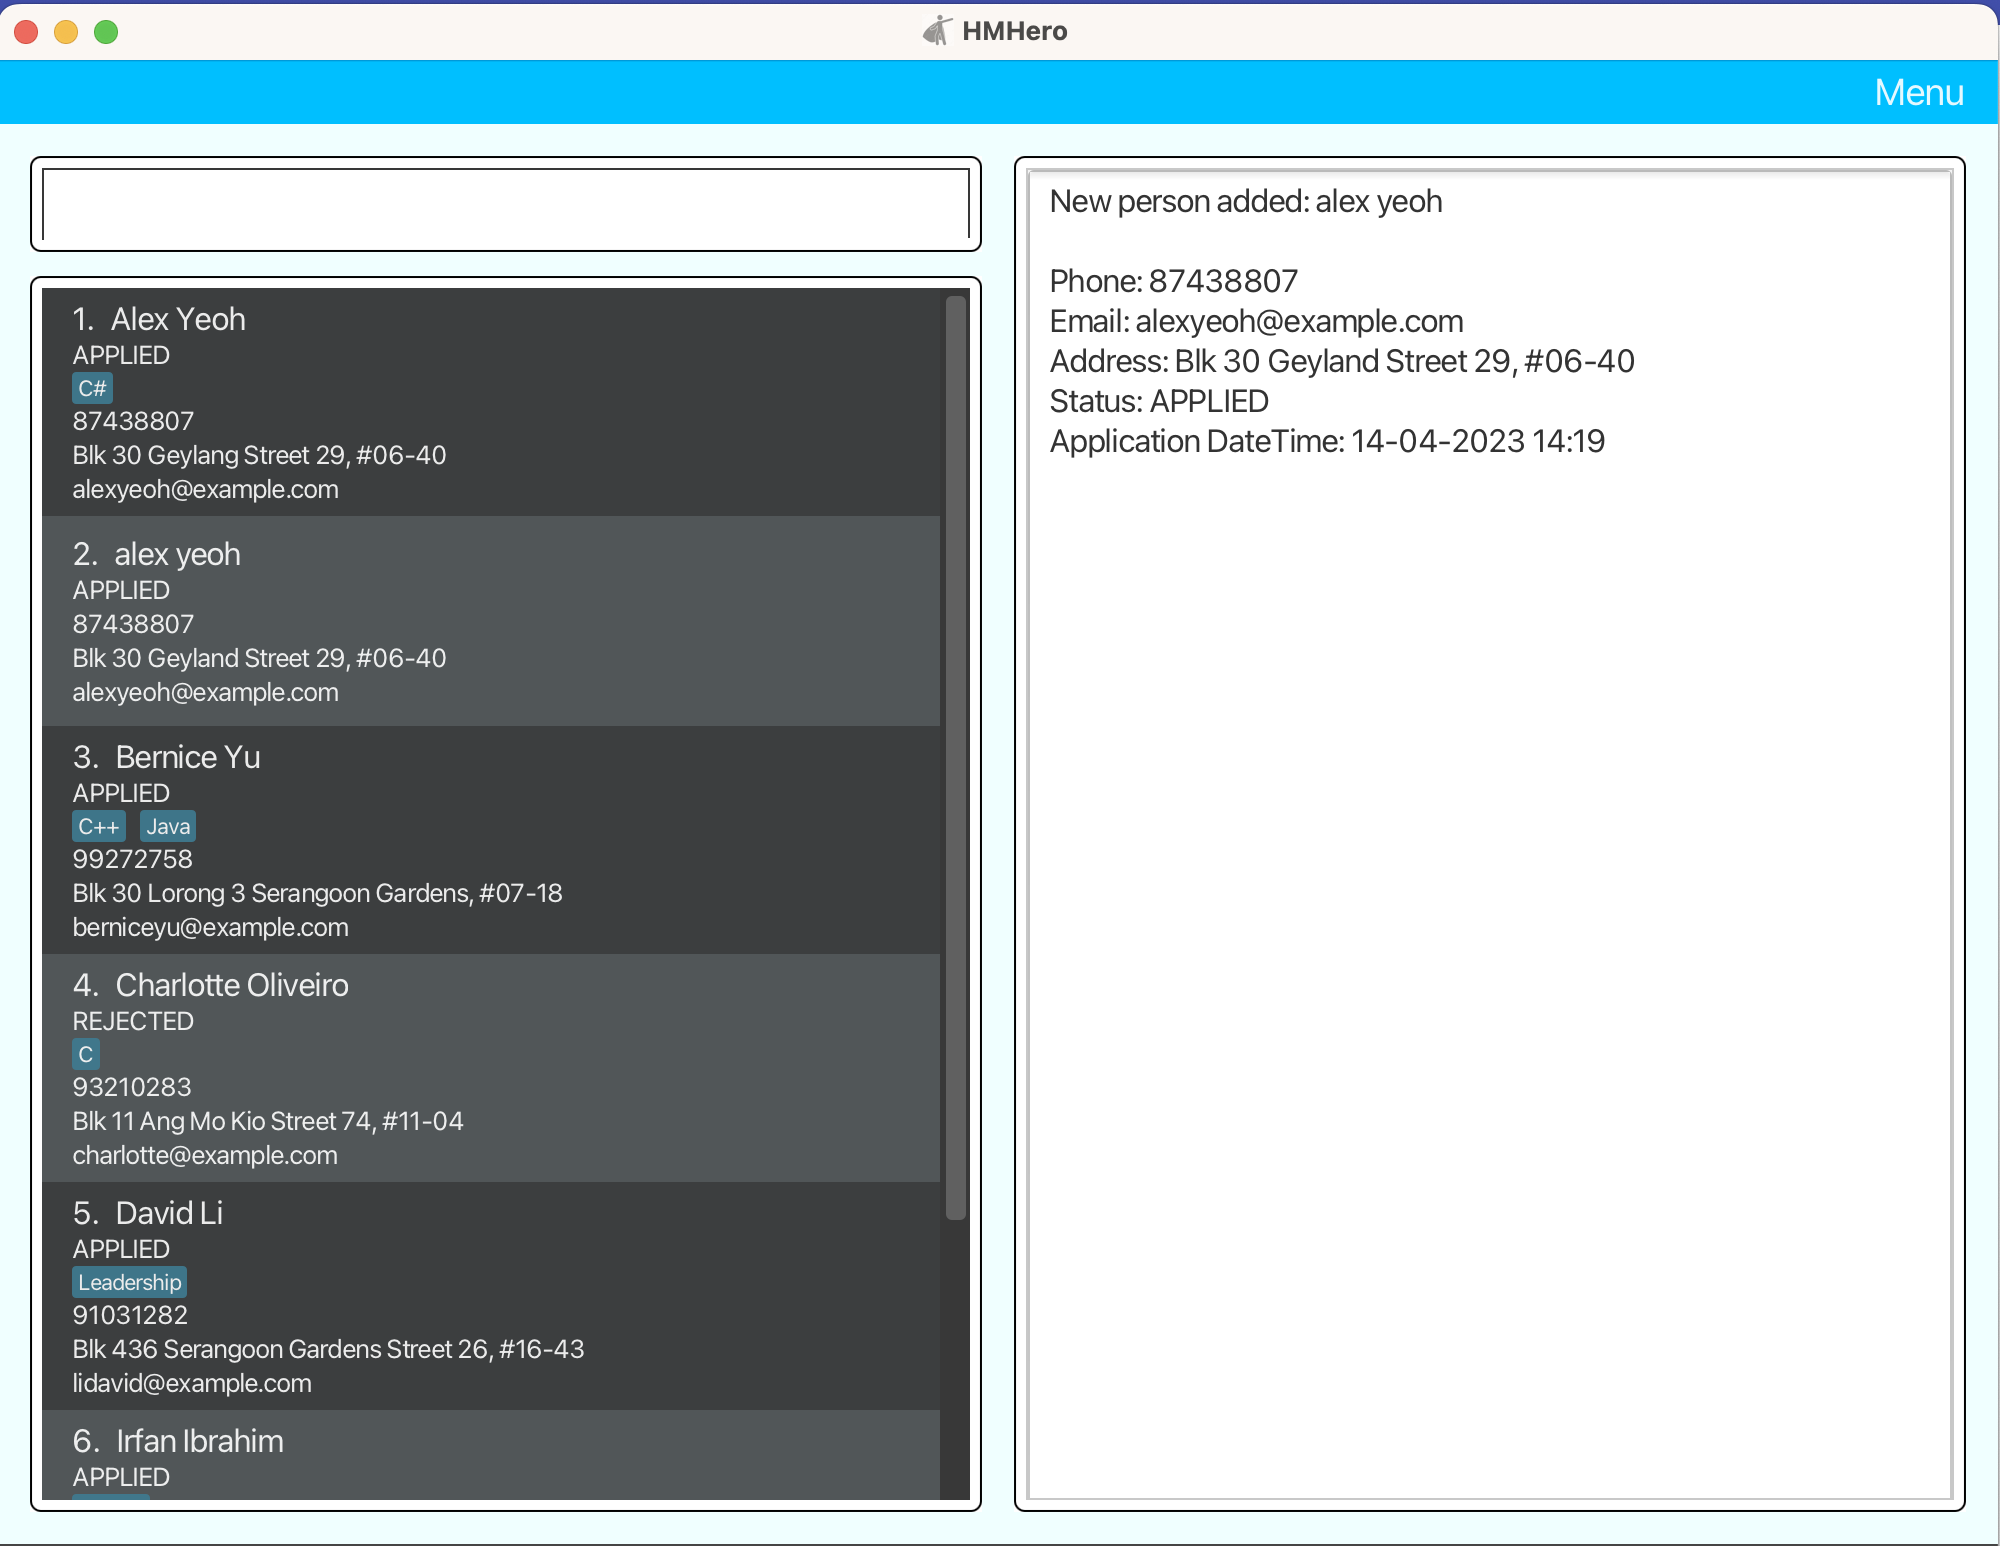 HMHero
Menu
1. Alex Yeoh
APPLIED
C#
87438807
Blk 30 Geylang Street 29, #06-40
alexyeoh@example.com
2. alex yeoh
APPLIED
87438807
Blk 30 Geyland Street 29, #06-40
alexyeoh@example.com
3. Bernice Yu
APPLIED
C++ Java
99272758
Blk 30 Lorong 3 Serangoon Gardens, #07-18
berniceyu@example.com
4. Charlotte Oliveiro
REJECTED
C
93210283
Blk 11 Ang Mo Kio Street 74, #11-04
charlotte@example.com
5. David Li
APPLIED
Leadership
91031282
Blk 436 Serangoon Gardens Street 26, #16-43
lidavid@example.com
6. Irfan Ibrahim
APPLIED
New person added: alex yeoh
Phone: 87438807
Email: alexyeoh@example.com
Address: Blk 30 Geyland Street 29, #06-40
Status: APPLIED
Application DateTime: 14-04-2023 14:19